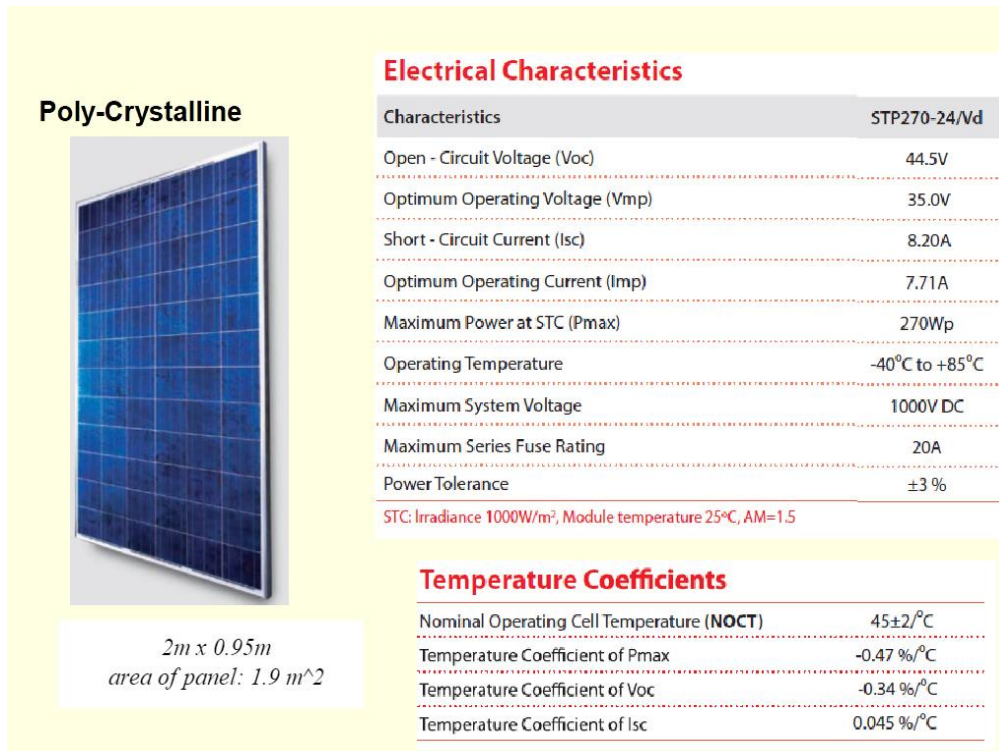 Poly-Crystalline
2m x 0.95m
area of panel: 1.9 m^2
Electrical Characteristics
Characteristics STP270-24/Vd
Open - Circuit Voltage (Voc) 44.5V
Optimum Operating Voltage (Vmp) 35.0V
Short - Circuit Current (Isc) 8.20A
Optimum Operating Current (Imp) 7.71A
Maximum Power at STC (Pmax) 270Wp
Operating Temperature -40°C to +85°C
Maximum System Voltage 1000V DC
Maximum Series Fuse Rating 20A
Power Tolerance ±3 %
STC: Irradiance 1000W/m², Module temperature 25°C, AM=1.5
Temperature Coefficients
Nominal Operating Cell Temperature (NOCT) 45±2/°C
Temperature Coefficient of Pmax -0.47 %/°C
Temperature Coefficient of Voc -0.34 %/°C
Temperature Coefficient of Isc 0.045 %/°C